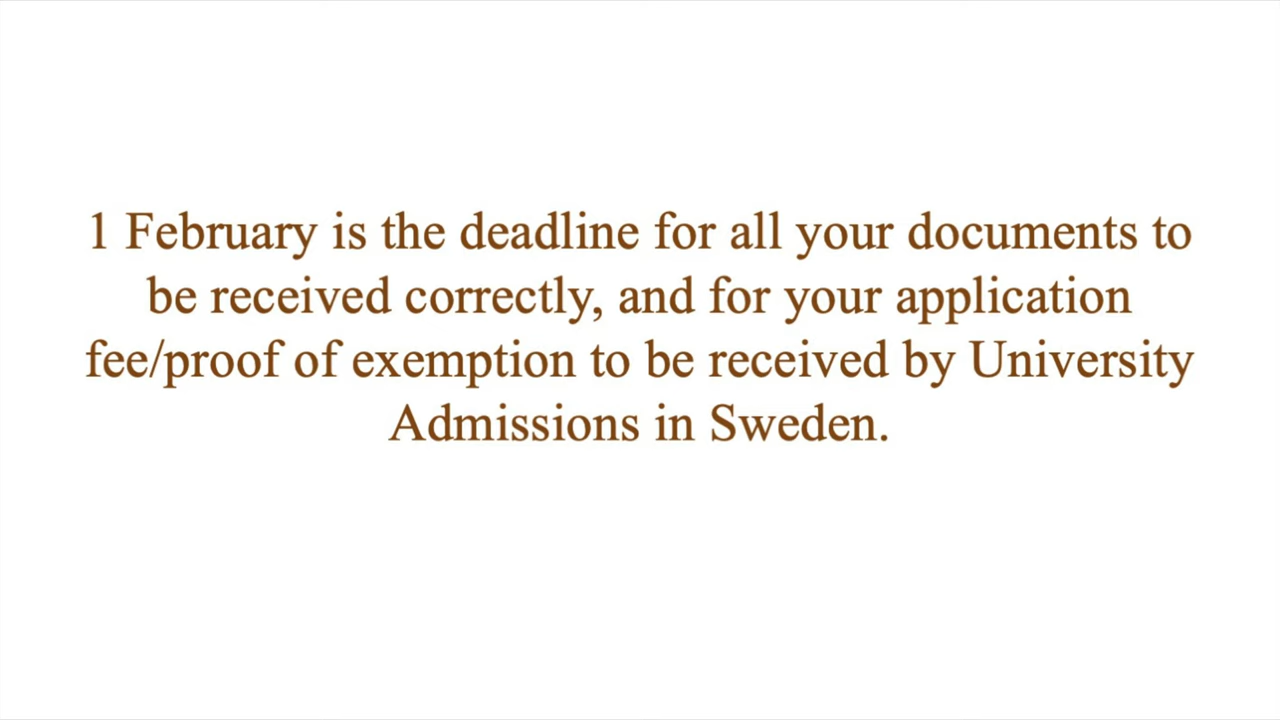 1 February is the deadline for all your documents to
be received correctly, and for your application
fee/proof of exemption to be received by University
Admissions in Sweden.